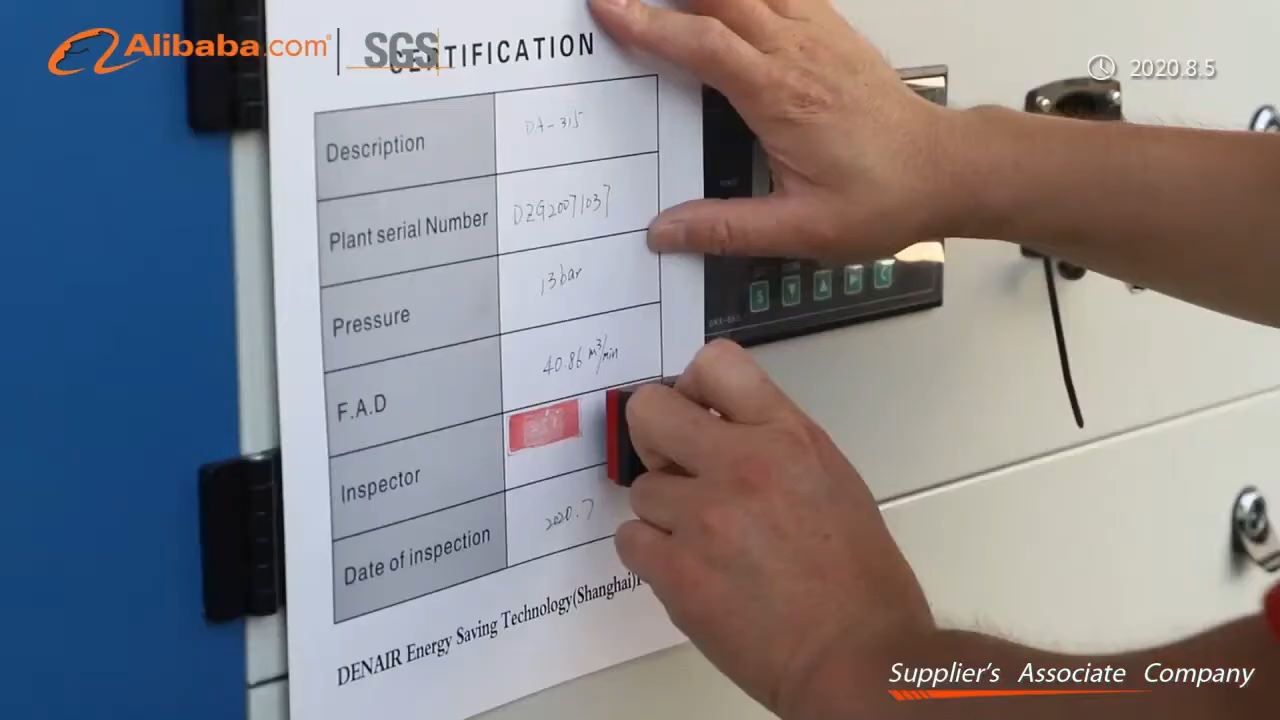 Alibaba.com
SGS
CERTIFICATION
2020.8.5
Description
DA-315
Plant serial Number
DZG20071037
Pressure
13bar
F.A.D
40.86 m³/min
Inspector
Date of inspection
2020.7
DENAIR Energy Saving Technology(Shanghai)
S
Supplier's Associate Company